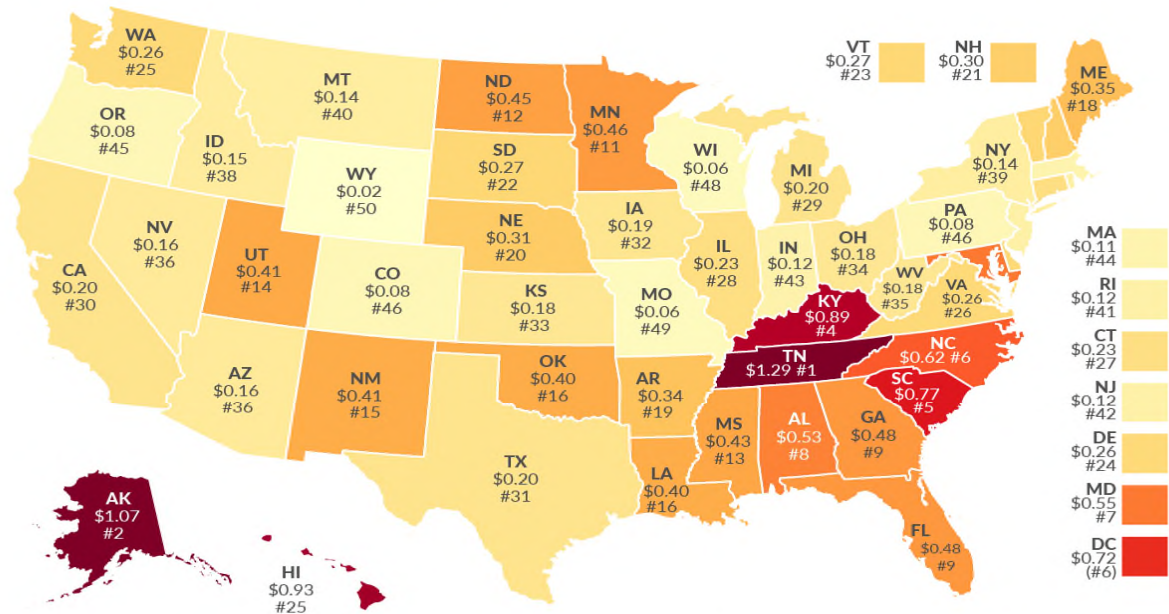 WA
$0.26
#25
OR
$0.08
#45
ID
$0.15
#38
MT
$0.14
#40
WY
$0.02
#50
NV
$0.16
#36
CA
$0.20
#30
UT
$0.41
#14
CO
$0.08
#46
AZ
$0.16
#36
NM
$0.41
#15
ND
$0.45
#12
SD
$0.27
#22
NE
$0.31
#20
KS
$0.18
#33
OK
$0.40
#16
TX
$0.20
#31
MN
$0.46
#11
IA
$0.19
#32
MO
$0.06
#49
AR
$0.34
#19
LA
$0.40
#16
WI
$0.06
#48
IL
$0.23
#28
MI
$0.20
#29
IN
$0.12
#43
OH
$0.18
#34
KY
$0.89
#4
TN
$1.29 #1
MS
$0.43
#13
AL
$0.53
#8
GA
$0.48
#9
FL
$0.48
#9
SC
$0.77
#5
NC
$0.62 #6
VA
$0.26
#26
WV
$0.18
#35
PA
$0.08
#46
NY
$0.14
#39
VT
$0.27
#23
NH
$0.30
#21
ME
$0.35
#18
MA
$0.11
#44
RI
$0.12
#41
CT
$0.23
#27
NJ
$0.12
#42
DE
$0.26
#24
MD
$0.55
#7
DC
$0.72
(#6)
AK
$1.07
#2
HI
$0.93
#25